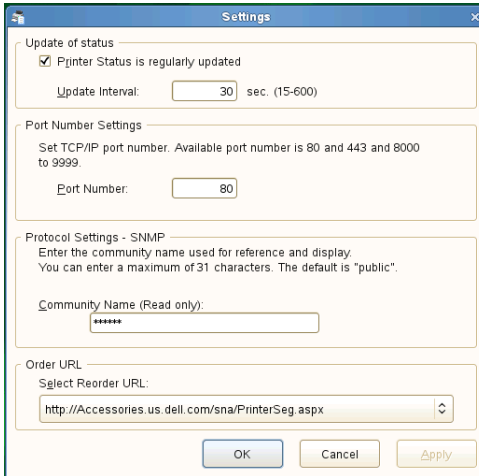 Settings
Update of status
Printer Status is regularly updated
Update Interval: 30 sec. (15-600)
Port Number Settings
Set TCP/IP port number. Available port number is 80 and 443 and 8000
to 9999.
Port Number: 80
Protocol Settings - SNMP
Enter the community name used for reference and display.
You can enter a maximum of 31 characters. The default is "public".
Community Name (Read only):
******
Order URL
Select Reorder URL:
http://Accessories.us.dell.com/sna/PrinterSeg.aspx
OK Cancel Apply